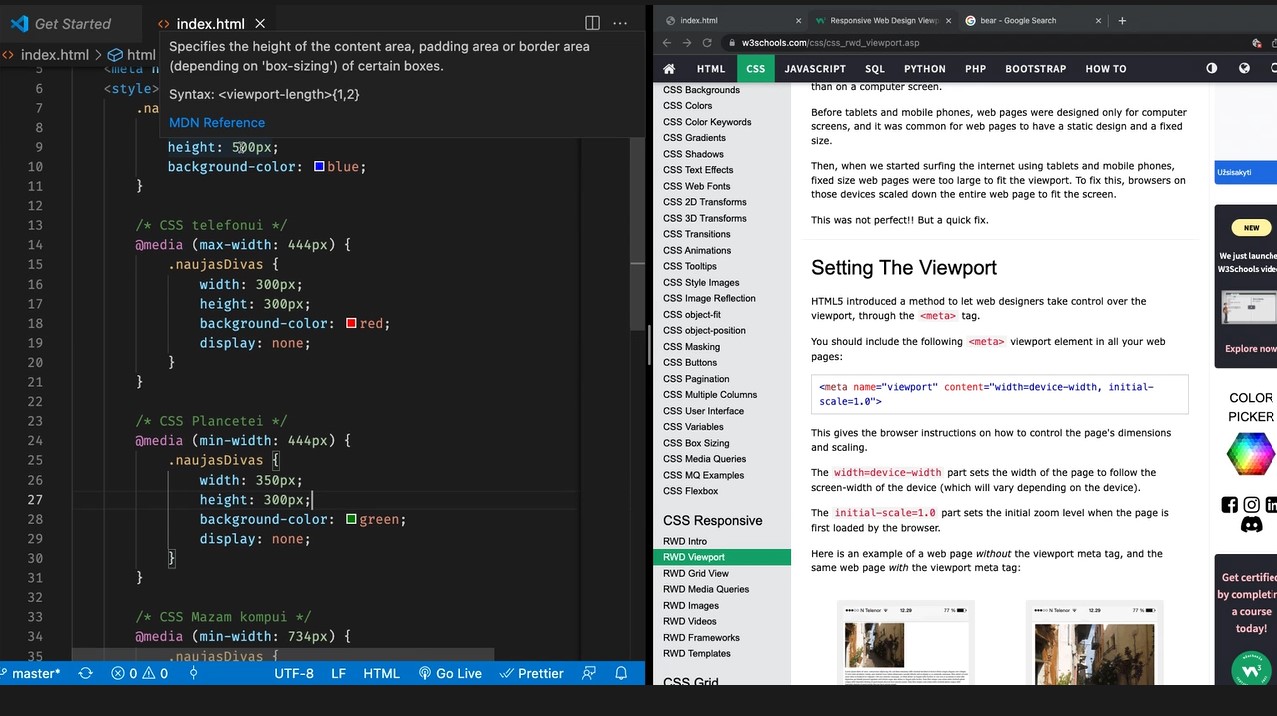 Get Started
index.html
index.html > html
Specifies the height of the content area, padding area or border area
(depending on 'box-sizing') of certain boxes.
Syntax: <viewport-length>{1,2}
MDN Reference
6 <style>
7 .na
8
9 height: 500px;
10 background-color: blue;
11 }
12
13 /* CSS telefonui */
14 @media (max-width: 444px) {
15 .naujasDivas {
16 width: 300px;
17 height: 300px;
18 background-color: red;
19 display: none;
20 }
21 }
22
23 /* CSS Plancetei */
24 @media (min-width: 444px) {
25 .naujasDivas {
26 width: 350px;
27 height: 300px;
28 background-color: green;
29 display: none;
30 }
31 }
32
33 /* CSS Mazam kompui */
34 @media (min-width: 734px) {
35 .naujasDivas {
master* 0 0 UTF-8 LF HTML Go Live Prettier
index.html
Responsive Web Design View
bear - Google Search
w3schools.com/css/css_rwd_viewport.asp
HTML CSS JAVASCRIPT SQL PYTHON PHP BOOTSTRAP HOW TO
CSS Backgrounds
CSS Colors
CSS Color Keywords
CSS Gradients
CSS Shadows
CSS Text Effects
CSS Web Fonts
CSS 2D Transforms
CSS 3D Transforms
CSS Transitions
CSS Animations
CSS Tooltips
CSS Style Images
CSS Image Reflection
CSS object-fit
CSS object-position
CSS Masking
CSS Buttons
CSS Pagination
CSS Multiple Columns
CSS User Interface
CSS Variables
CSS Box Sizing
CSS Media Queries
CSS MQ Examples
CSS Flexbox
CSS Responsive
RWD Intro
RWD Viewport
RWD Grid View
RWD Media Queries
RWD Images
RWD Videos
RWD Frameworks
RWD Templates
CSS Grid
than on a computer screen.
Before tablets and mobile phones, web pages were designed only for computer
screens, and it was common for web pages to have a static design and a fixed
size.
Then, when we started surfing the internet using tablets and mobile phones,
fixed size web pages were too large to fit the viewport. To fix this, browsers on
those devices scaled down the entire web page to fit the screen.
This was not perfect!! But a quick fix.
Setting The Viewport
HTML5 introduced a method to let web designers take control over the
viewport, through the <meta> tag.
You should include the following <meta> viewport element in all your web
pages:
<meta name="viewport" content="width=device-width, initial-
scale=1.0">
This gives the browser instructions on how to control the page's dimensions
and scaling.
The width=device-width part sets the width of the page to follow the
screen-width of the device (which will vary depending on the device).
The initial-scale=1.0 part sets the initial zoom level when the page is
first loaded by the browser.
Here is an example of a web page without the viewport meta tag, and the
same web page with the viewport meta tag:
N Telenor 12.29 77 %
N Telenor 12.29 77 %
Užsisakyti
NEW
We just launche
W3Schools vide
Explore now
COLOR
PICKER
Get certified
by completin
a course
today!